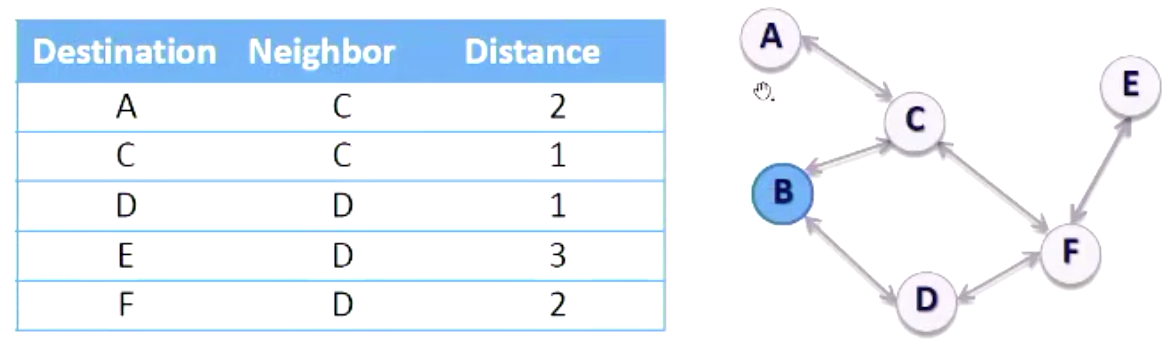 Destination Neighbor Distance
A C 2
C C 1
D D 1
E D 3
F D 2
A
E
C
B
F
D